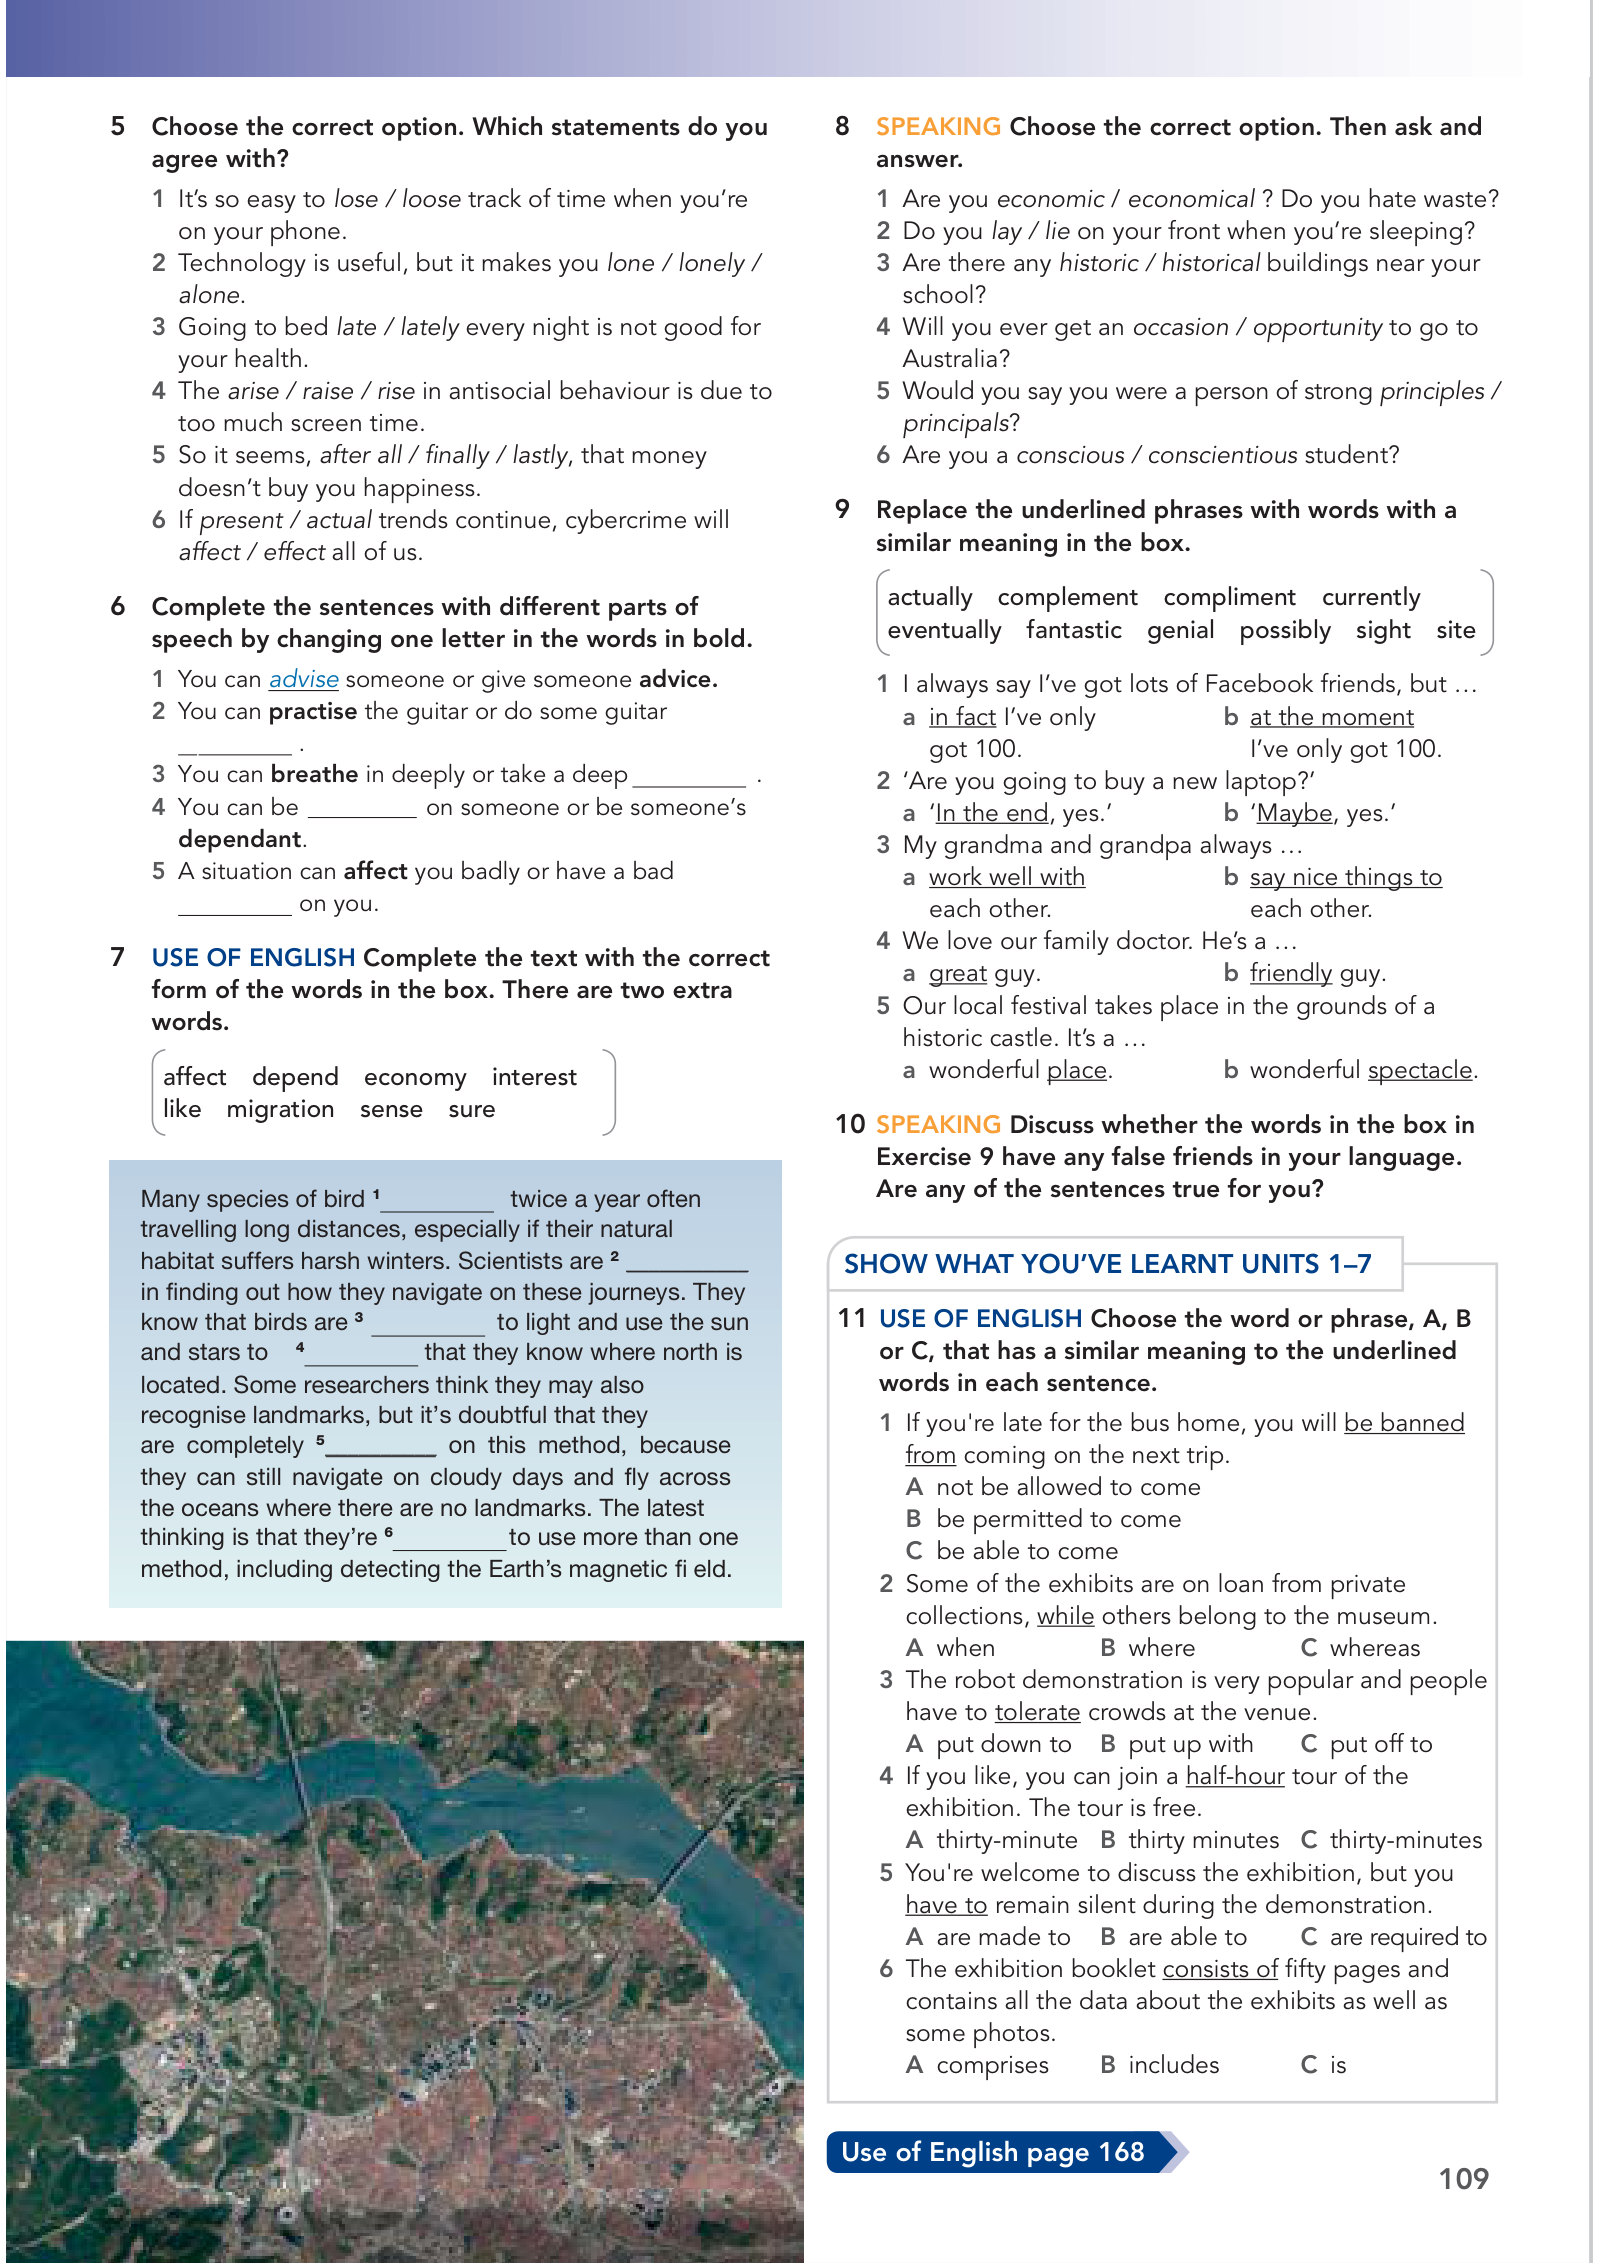 5 Choose the correct option. Which statements do you
agree with?
1 It's so easy to lose / loose track of time when you're
on your phone.
2 Technology is useful, but it makes you lone / lonely /
alone.
3 Going to bed late / lately every night is not good for
your health.
4 The arise / raise / rise in antisocial behaviour is due to
too much screen time.
5 So it seems, after all / finally / lastly, that money
doesn't buy you happiness.
6 If present / actual trends continue, cybercrime will
affect / effect all of us.
6 Complete the sentences with different parts of
speech by changing one letter in the words in bold.
1 You can advise someone or give someone advice.
2 You can practise the guitar or do some guitar
__________ .
3 You can breathe in deeply or take a deep __________ .
4 You can be __________ on someone or be someone's
dependant.
5 A situation can affect you badly or have a bad
__________ on you.
7 USE OF ENGLISH Complete the text with the correct
form of the words in the box. There are two extra
words.
affect depend economy interest
like migration sense sure
Many species of bird ¹__________ twice a year often
travelling long distances, especially if their natural
habitat suffers harsh winters. Scientists are ² __________
in finding out how they navigate on these journeys. They
know that birds are ³ __________ to light and use the sun
and stars to ⁴__________ that they know where north is
located. Some researchers think they may also
recognise landmarks, but it's doubtful that they
are completely ⁵__________ on this method, because
they can still navigate on cloudy days and fly across
the oceans where there are no landmarks. The latest
thinking is that they're ⁶__________ to use more than one
method, including detecting the Earth's magnetic fi eld.
8 SPEAKING Choose the correct option. Then ask and
answer.
1 Are you economic / economical ? Do you hate waste?
2 Do you lay / lie on your front when you're sleeping?
3 Are there any historic / historical buildings near your
school?
4 Will you ever get an occasion / opportunity to go to
Australia?
5 Would you say you were a person of strong principles /
principals?
6 Are you a conscious / conscientious student?
9 Replace the underlined phrases with words with a
similar meaning in the box.
actually complement compliment currently
eventually fantastic genial possibly sight site
1 I always say I've got lots of Facebook friends, but …
a in fact I've only b at the moment
got 100. I've only got 100.
2 'Are you going to buy a new laptop?'
a 'In the end, yes.' b 'Maybe, yes.'
3 My grandma and grandpa always …
a work well with b say nice things to
each other. each other.
4 We love our family doctor. He's a …
a great guy. b friendly guy.
5 Our local festival takes place in the grounds of a
historic castle. It's a …
a wonderful place. b wonderful spectacle.
10 SPEAKING Discuss whether the words in the box in
Exercise 9 have any false friends in your language.
Are any of the sentences true for you?
SHOW WHAT YOU'VE LEARNT UNITS 1–7
11 USE OF ENGLISH Choose the word or phrase, A, B
or C, that has a similar meaning to the underlined
words in each sentence.
1 If you're late for the bus home, you will be banned
from coming on the next trip.
A not be allowed to come
B be permitted to come
C be able to come
2 Some of the exhibits are on loan from private
collections, while others belong to the museum.
A when B where C whereas
3 The robot demonstration is very popular and people
have to tolerate crowds at the venue.
A put down to B put up with C put off to
4 If you like, you can join a half-hour tour of the
exhibition. The tour is free.
A thirty-minute B thirty minutes C thirty-minutes
5 You're welcome to discuss the exhibition, but you
have to remain silent during the demonstration.
A are made to B are able to C are required to
6 The exhibition booklet consists of fifty pages and
contains all the data about the exhibits as well as
some photos.
A comprises B includes C is
Use of English page 168
109